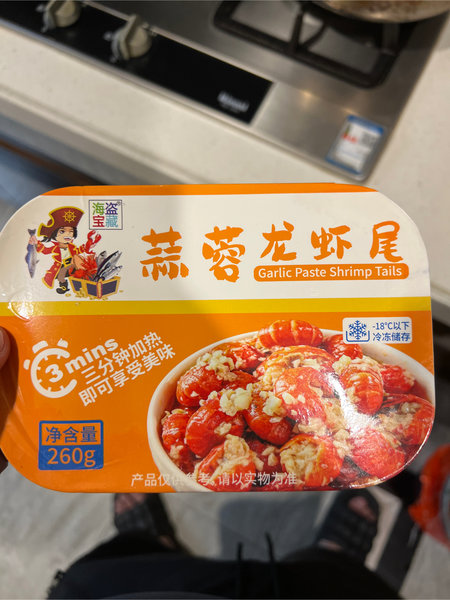 Rinnai
海盗
宝藏
蒜蓉龙虾尾
Garlic Paste Shrimp Tails
-18℃以下
冷冻储存
3mins
三分钟加热
即可享受美味
净含量
260g
产品仅供参考,请以实物为准